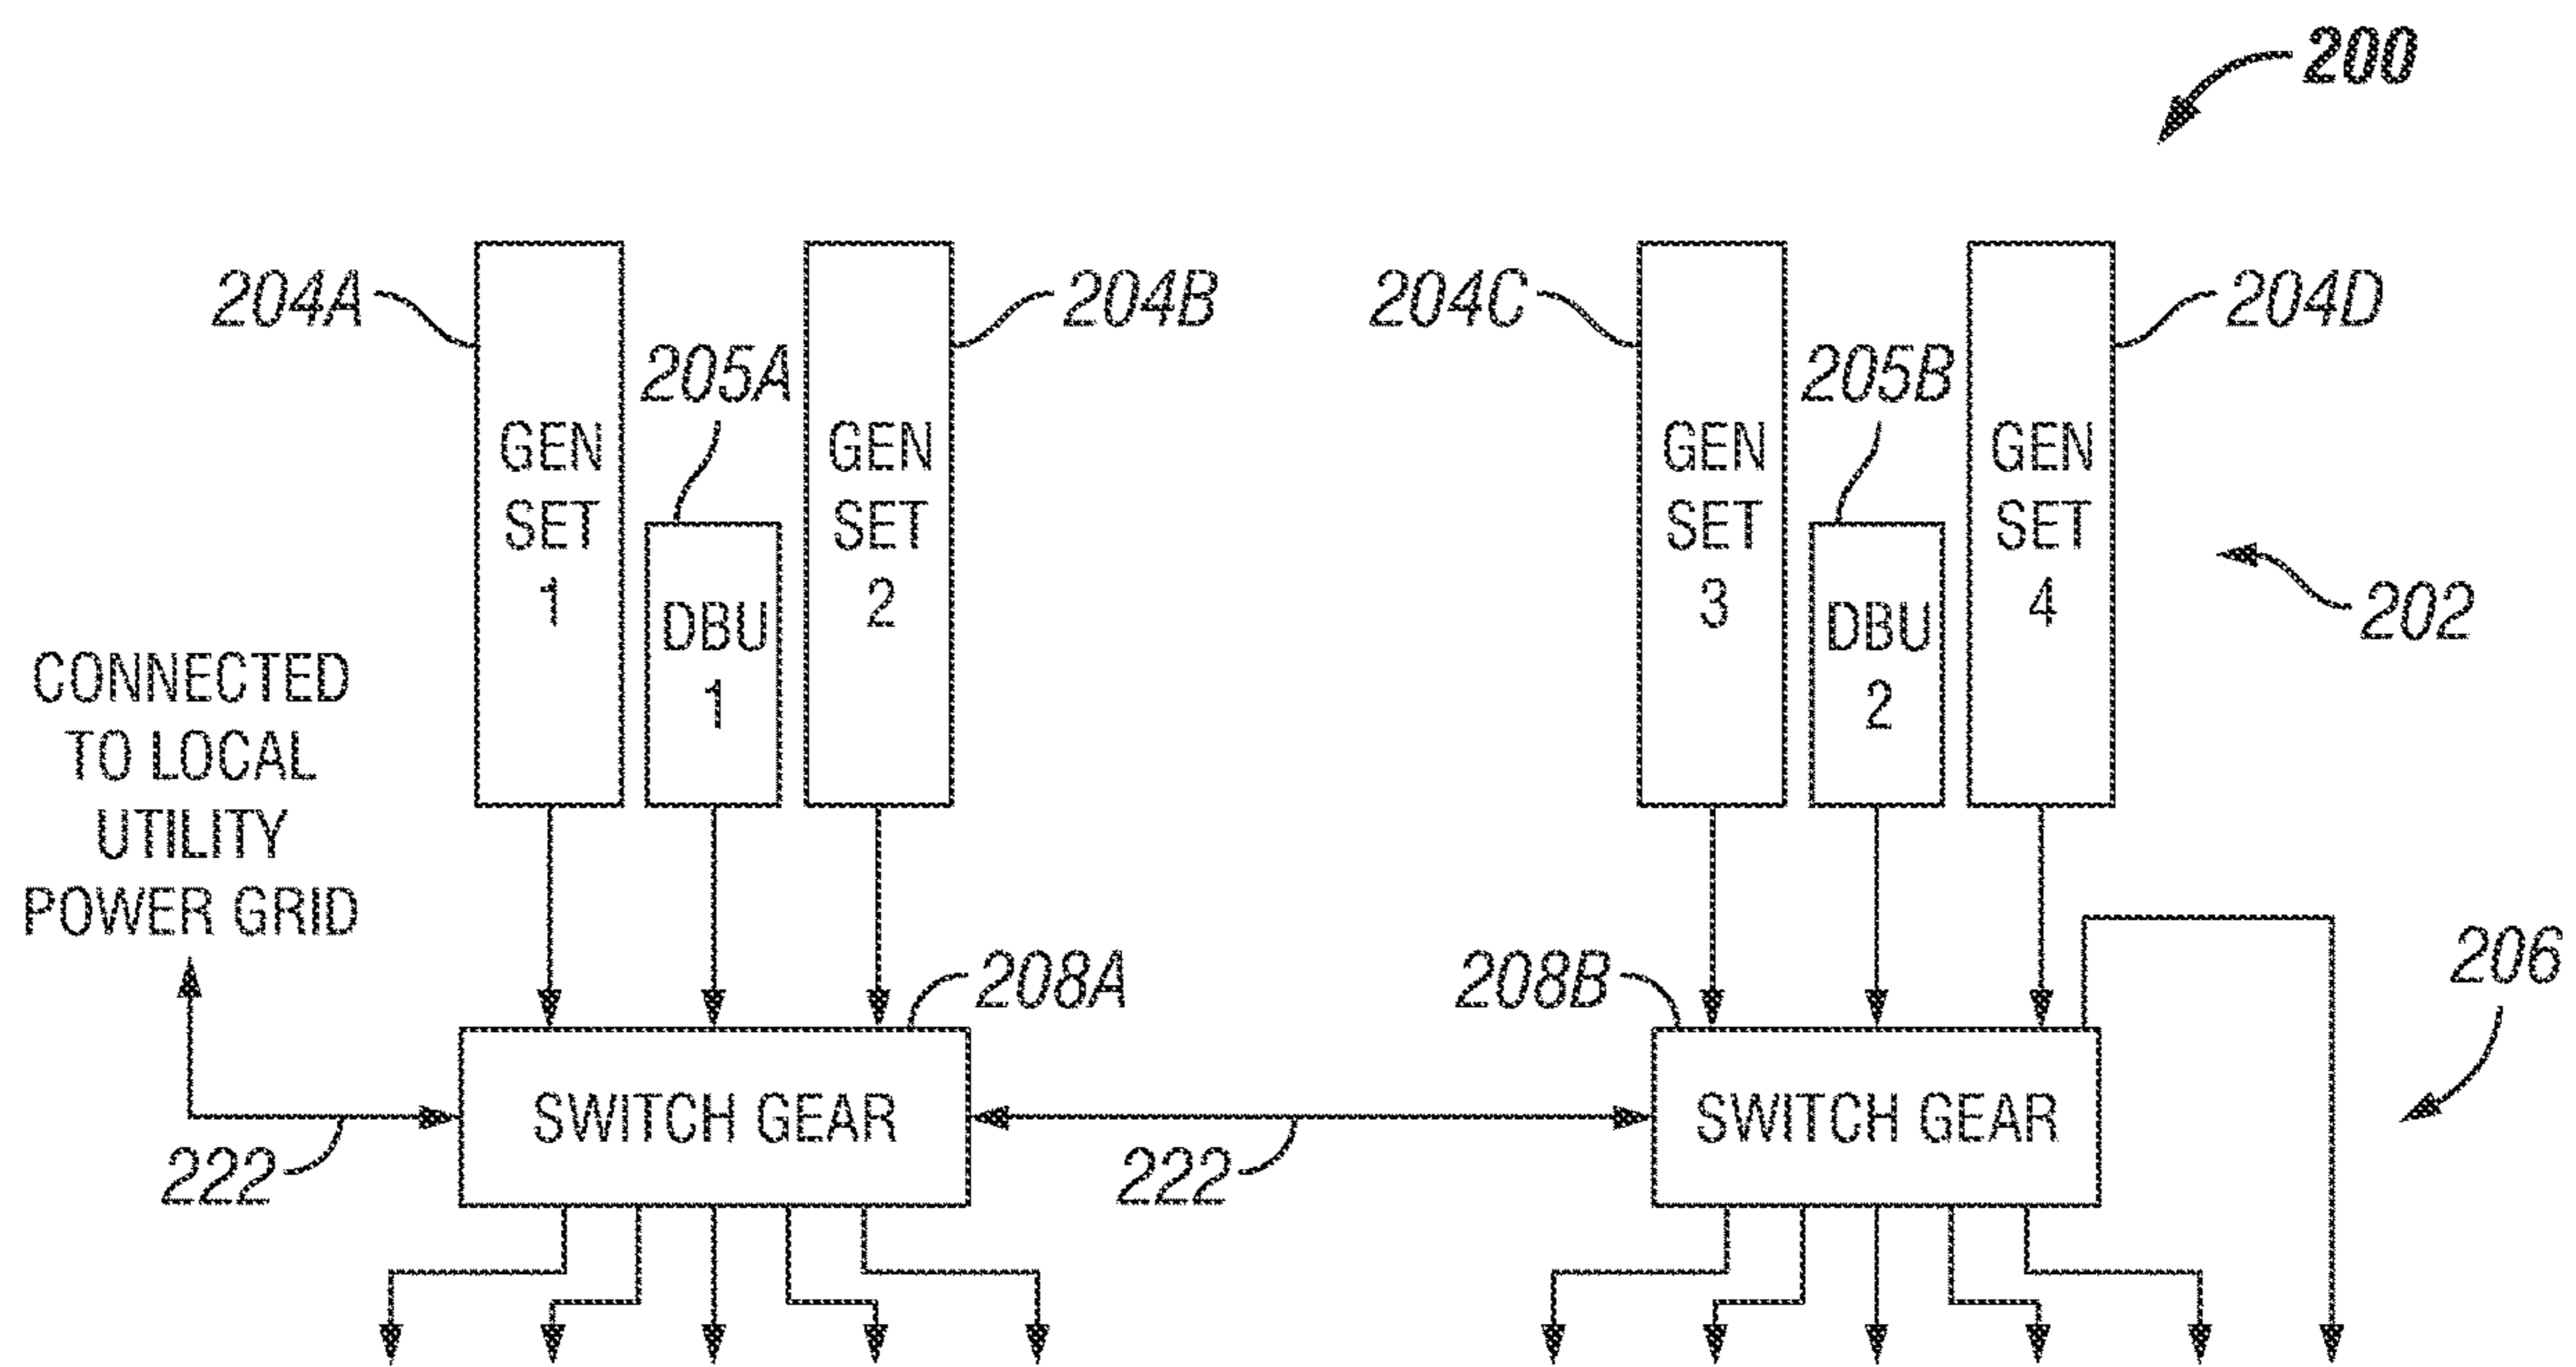 200
204A
204B
204C
204D
205A
205B
GEN
SET
1
GEN
SET
2
GEN
SET
3
GEN
SET
4
DBU
1
DBU
2
202
CONNECTED
TO LOCAL
UTILITY
POWER GRID
208A
208B
206
SWITCH GEAR
SWITCH GEAR
222
222